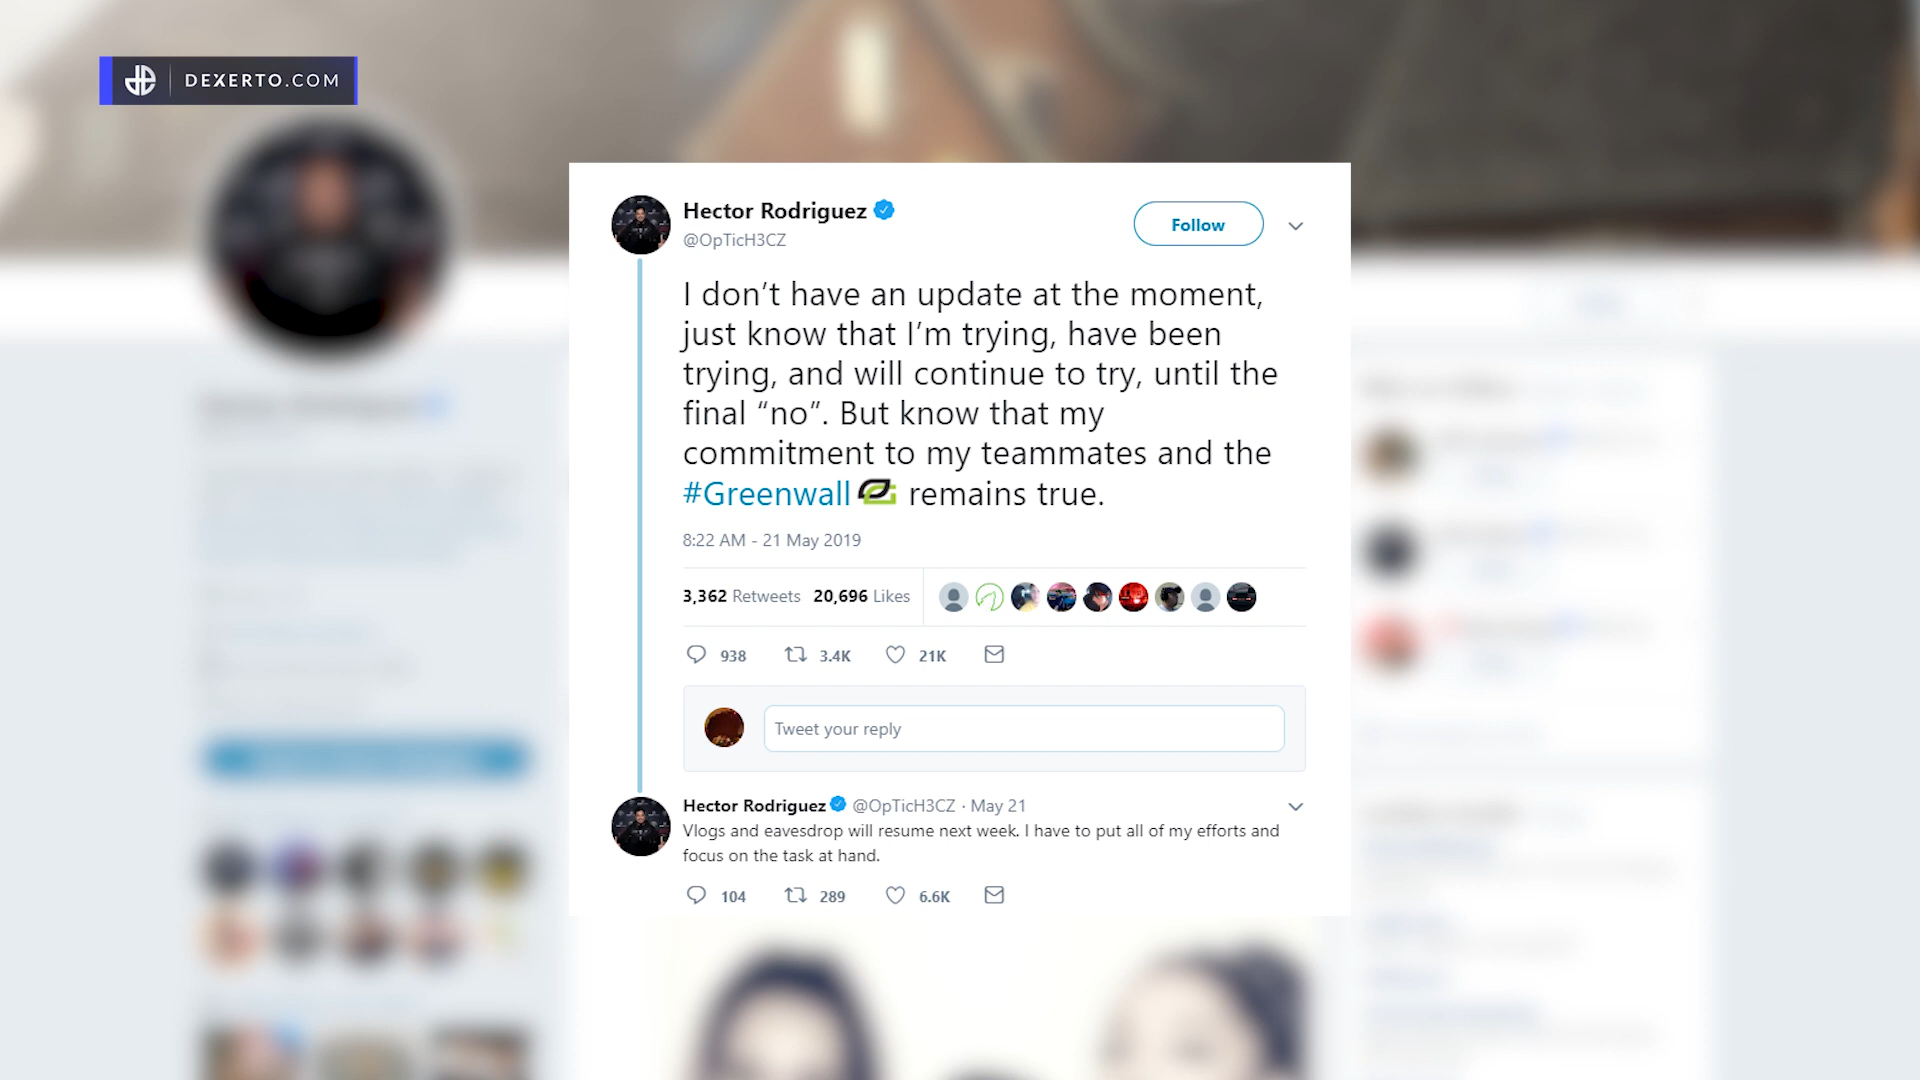 DEXERTO.COM
Hector Rodriguez
@OpTicH3CZ
Follow
I don’t have an update at the moment,
just know that I’m trying, have been
trying, and will continue to try, until the
final “no”. But know that my
commitment to my teammates and the
#Greenwall remains true.
8:22 AM - 21 May 2019
3,362 Retweets 20,696 Likes
938 3.4K 21K
Tweet your reply
Hector Rodriguez @OpTicH3CZ · May 21
Vlogs and eavesdrop will resume next week. I have to put all of my efforts and
focus on the task at hand.
104 289 6.6K